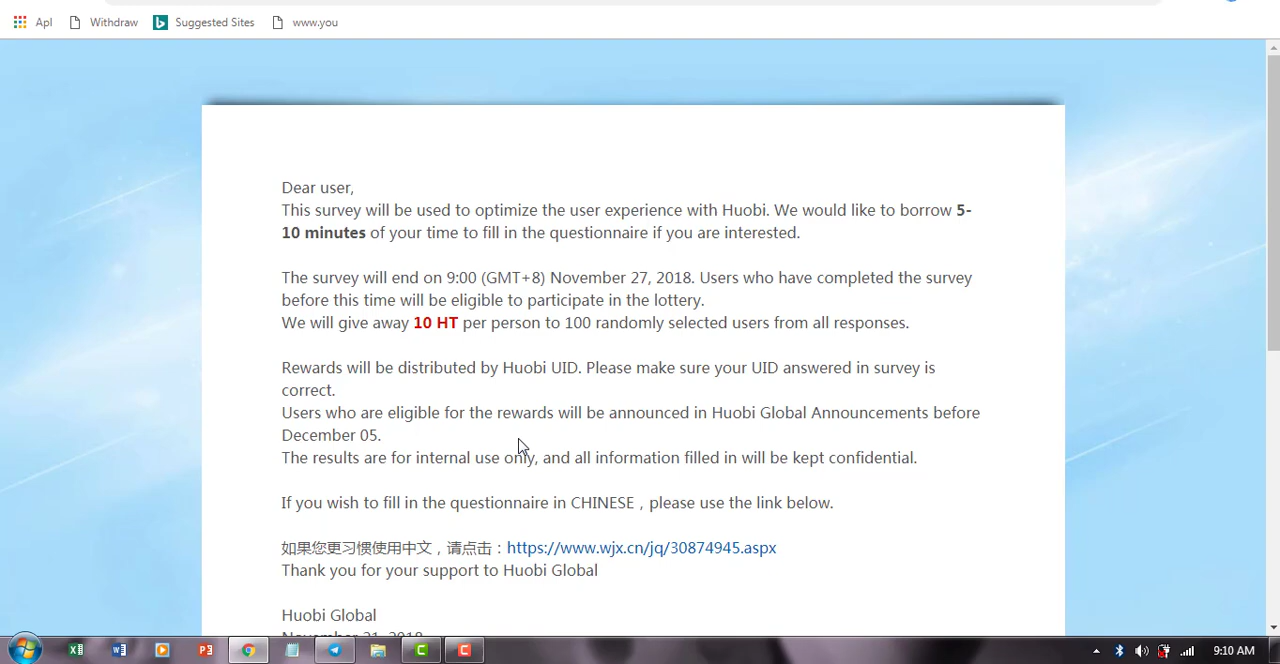 Apl Withdraw Suggested Sites www.you
Dear user,
This survey will be used to optimize the user experience with Huobi. We would like to borrow 5-
10 minutes of your time to fill in the questionnaire if you are interested.
The survey will end on 9:00 (GMT+8) November 27, 2018. Users who have completed the survey
before this time will be eligible to participate in the lottery.
We will give away 10 HT per person to 100 randomly selected users from all responses.
Rewards will be distributed by Huobi UID. Please make sure your UID answered in survey is
correct.
Users who are eligible for the rewards will be announced in Huobi Global Announcements before
December 05.
The results are for internal use only, and all information filled in will be kept confidential.
If you wish to fill in the questionnaire in CHINESE，please use the link below.
如果您更习惯使用中文，请点击：https://www.wjx.cn/jq/30874945.aspx
Thank you for your support to Huobi Global
Huobi Global
November 21, 2018
9:10 AM